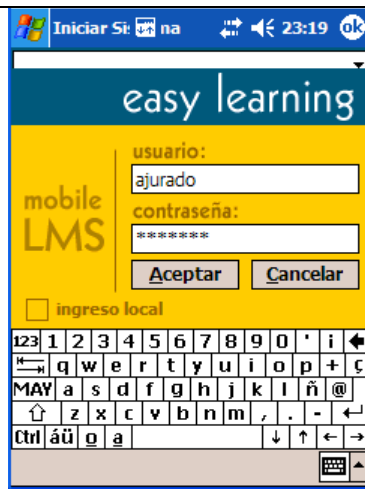 Iniciar Si: na 23:19 ok
easy learning
usuario:
ajurado
mobile
LMS
contraseña:
*******
Aceptar Cancelar
ingreso local
123 1 2 3 4 5 6 7 8 9 0 ' ¡
q w e r t y u i o p + ç
MAY a s d f g h j k l ñ @
z x c v b n m , . -
Ctrl áü o a